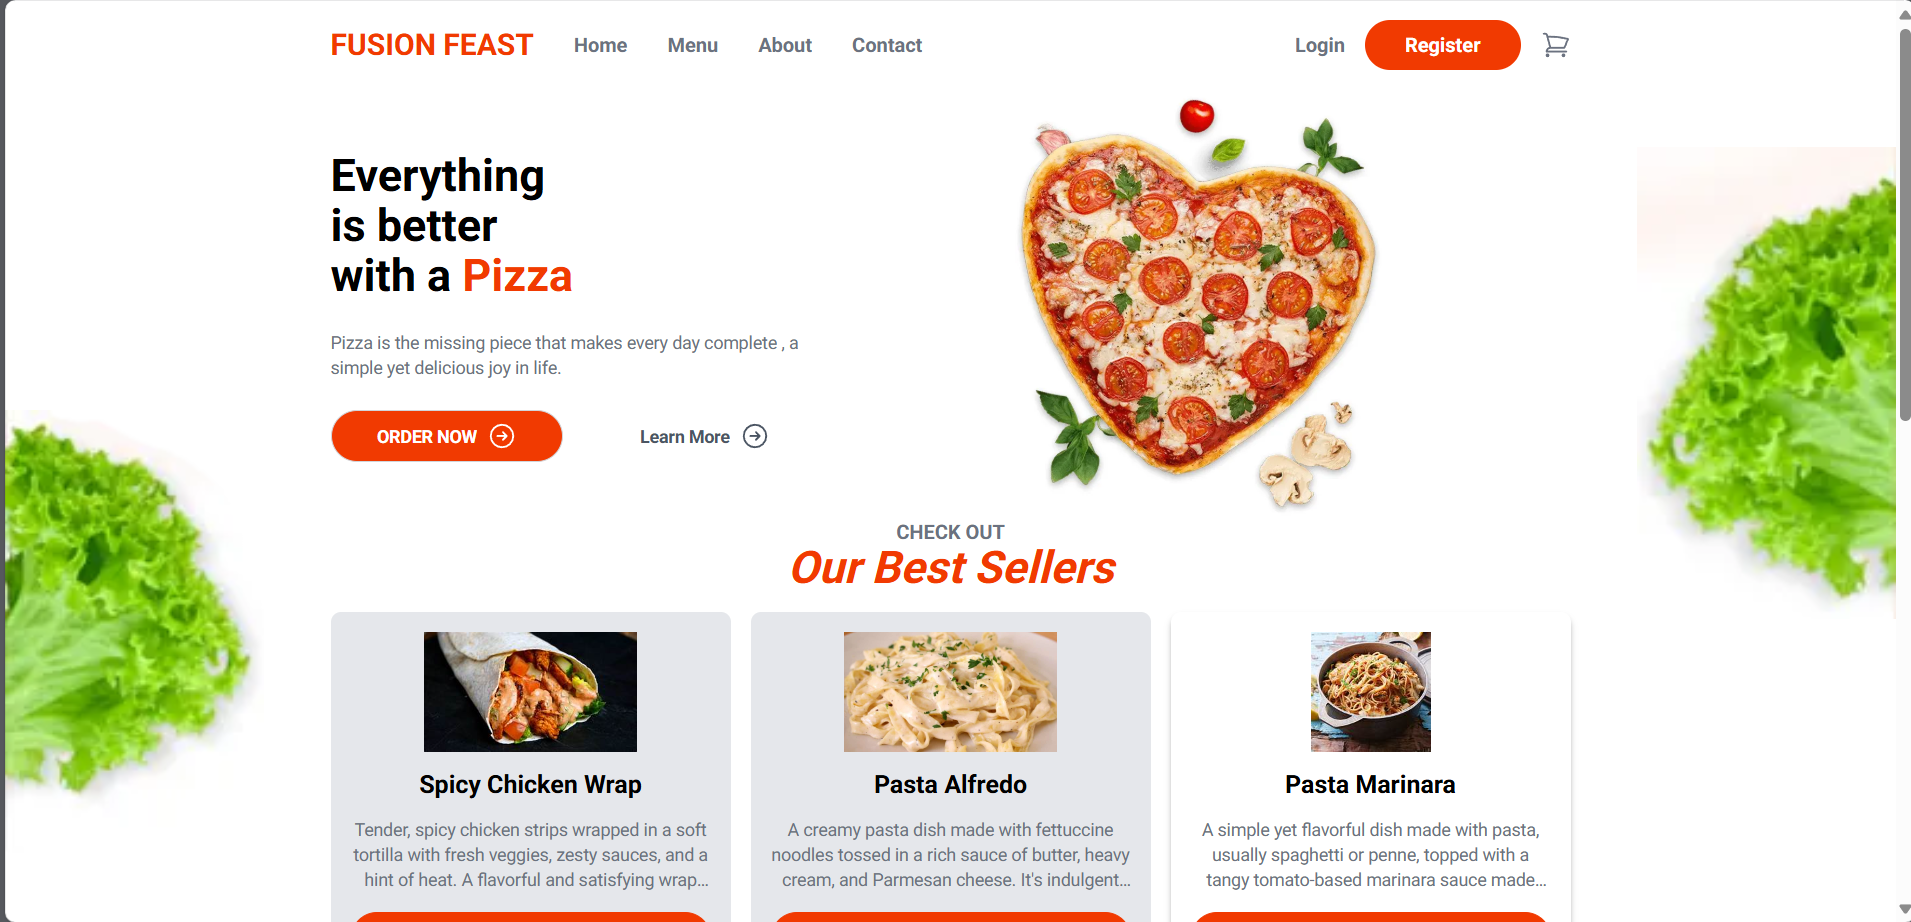 FUSION FEAST
Home
Menu
About
Contact
Login
Register
Everything
is better
with a Pizza
Pizza is the missing piece that makes every day complete , a
simple yet delicious joy in life.
ORDER NOW
Learn More
CHECK OUT
Our Best Sellers
Spicy Chicken Wrap
Tender, spicy chicken strips wrapped in a soft
tortilla with fresh veggies, zesty sauces, and a
hint of heat. A flavorful and satisfying wrap...
Pasta Alfredo
A creamy pasta dish made with fettuccine
noodles tossed in a rich sauce of butter, heavy
cream, and Parmesan cheese. It's indulgent...
Pasta Marinara
A simple yet flavorful dish made with pasta,
usually spaghetti or penne, topped with a
tangy tomato-based marinara sauce made...